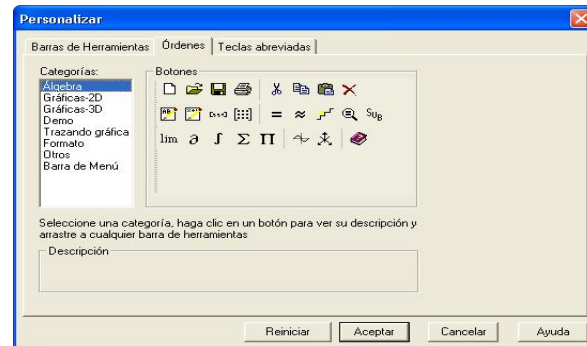 Personalizar
Barras de Herramientas Órdenes Teclas abreviadas
Categorías:
Álgebra
Gráficas-2D
Gráficas-3D
Demo
Trazando gráfica
Formato
Otros
Barra de Menú
Botones
= ≈ SUB
lim ∂ ∫ Σ Π
Seleccione una categoría, haga clic en un botón para ver su descripción y
arrastre a cualquier barra de herramientas
Descripción
Reiniciar Aceptar Cancelar Ayuda